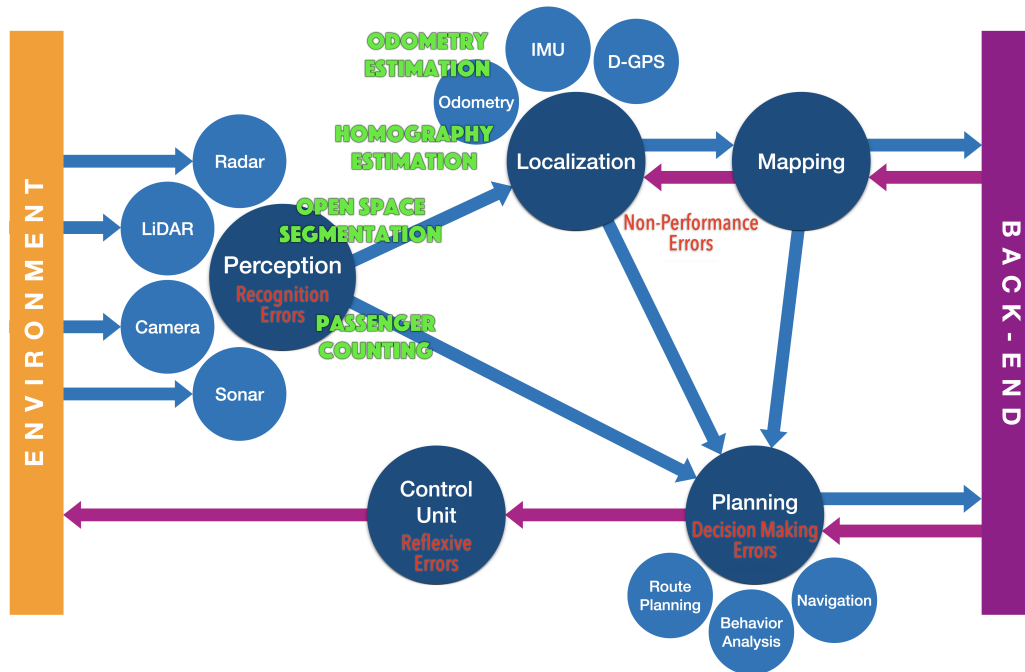 ENVIRONMENT
Radar
LiDAR
Camera
Sonar
Perception
Recognition
Errors
ODOMETRY
ESTIMATION
HOMOGRAPHY
ESTIMATION
OPEN SPACE
SEGMENTATION
PASSENGER
COUNTING
Odometry
IMU
D-GPS
Localization
Mapping
Non-Performance
Errors
Control
Unit
Reflexive
Errors
Planning
Decision Making
Errors
Route
Planning
Behavior
Analysis
Navigation
BACK-END